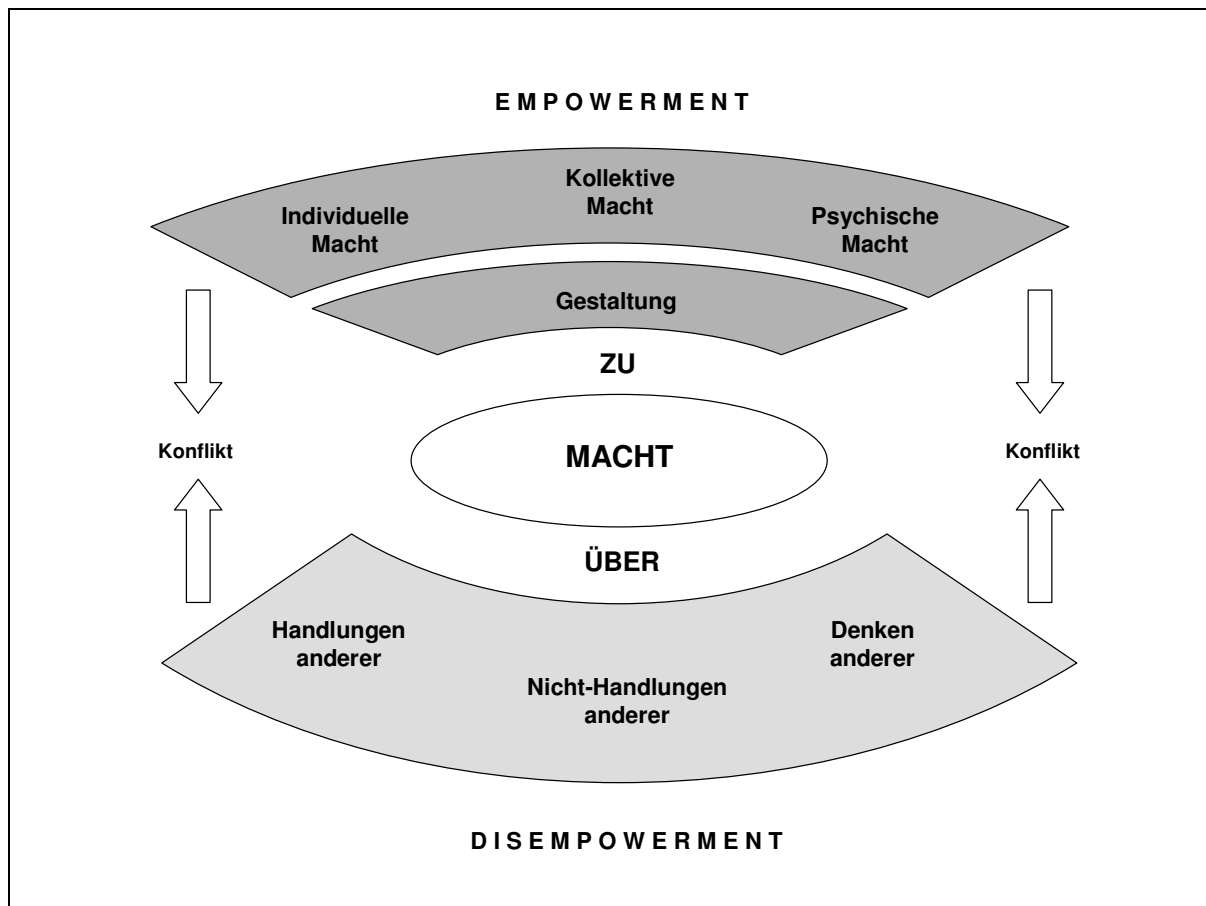 E M P O W E R M E N T
Kollektive
Macht
Individuelle
Macht
Psychische
Macht
Gestaltung
ZU
Konflikt
MACHT
Konflikt
ÜBER
Handlungen
anderer
Denken
anderer
Nicht-Handlungen
anderer
D I S E M P O W E R M E N T